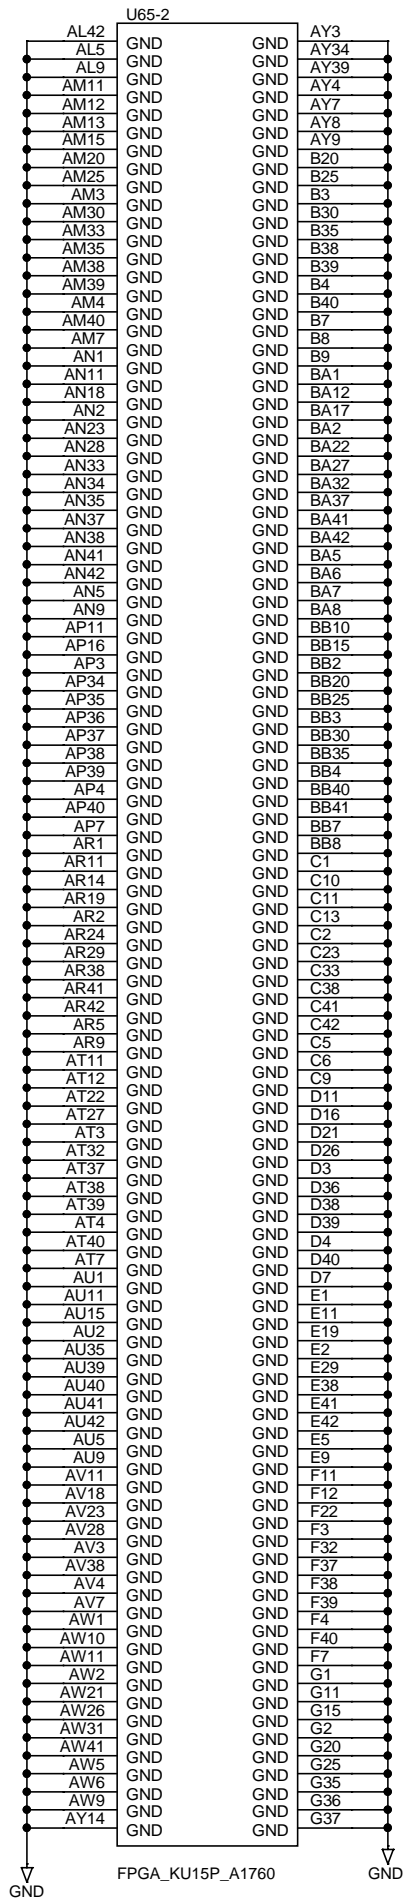 U65-2
AL42 GND GND AY3
AL5 GND GND AY34
AL9 GND GND AY39
AM11 GND GND AY4
AM12 GND GND AY7
AM13 GND GND AY8
AM15 GND GND AY9
AM20 GND GND B20
AM25 GND GND B25
AM3 GND GND B3
AM30 GND GND B30
AM33 GND GND B35
AM35 GND GND B38
AM38 GND GND B39
AM39 GND GND B4
AM4 GND GND B40
AM40 GND GND B7
AM7 GND GND B8
AN1 GND GND B9
AN11 GND GND BA1
AN18 GND GND BA12
AN2 GND GND BA17
AN23 GND GND BA2
AN28 GND GND BA22
AN33 GND GND BA27
AN34 GND GND BA32
AN35 GND GND BA37
AN37 GND GND BA41
AN38 GND GND BA42
AN41 GND GND BA5
AN42 GND GND BA6
AN5 GND GND BA7
AN9 GND GND BA8
AP11 GND GND BB10
AP16 GND GND BB15
AP3 GND GND BB2
AP34 GND GND BB20
AP35 GND GND BB25
AP36 GND GND BB3
AP37 GND GND BB30
AP38 GND GND BB35
AP39 GND GND BB4
AP4 GND GND BB40
AP40 GND GND BB41
AP7 GND GND BB7
AR1 GND GND BB8
AR11 GND GND C1
AR14 GND GND C10
AR19 GND GND C11
AR2 GND GND C13
AR24 GND GND C2
AR29 GND GND C23
AR38 GND GND C33
AR41 GND GND C38
AR42 GND GND C41
AR5 GND GND C42
AR9 GND GND C5
AT11 GND GND C6
AT12 GND GND C9
AT22 GND GND D11
AT27 GND GND D16
AT3 GND GND D21
AT32 GND GND D26
AT37 GND GND D3
AT38 GND GND D36
AT39 GND GND D38
AT4 GND GND D39
AT40 GND GND D4
AT7 GND GND D40
AU1 GND GND D7
AU11 GND GND E1
AU15 GND GND E11
AU2 GND GND E19
AU35 GND GND E2
AU39 GND GND E29
AU40 GND GND E38
AU41 GND GND E41
AU42 GND GND E42
AU5 GND GND E5
AU9 GND GND E9
AV11 GND GND F11
AV18 GND GND F12
AV23 GND GND F22
AV28 GND GND F3
AV3 GND GND F32
AV38 GND GND F37
AV4 GND GND F38
AV7 GND GND F39
AW1 GND GND F4
AW10 GND GND F40
AW11 GND GND F7
AW2 GND GND G1
AW21 GND GND G11
AW26 GND GND G15
AW31 GND GND G2
AW41 GND GND G20
AW5 GND GND G25
AW6 GND GND G35
AW9 GND GND G36
AY14 GND GND G37
GND FPGA_KU15P_A1760 GND